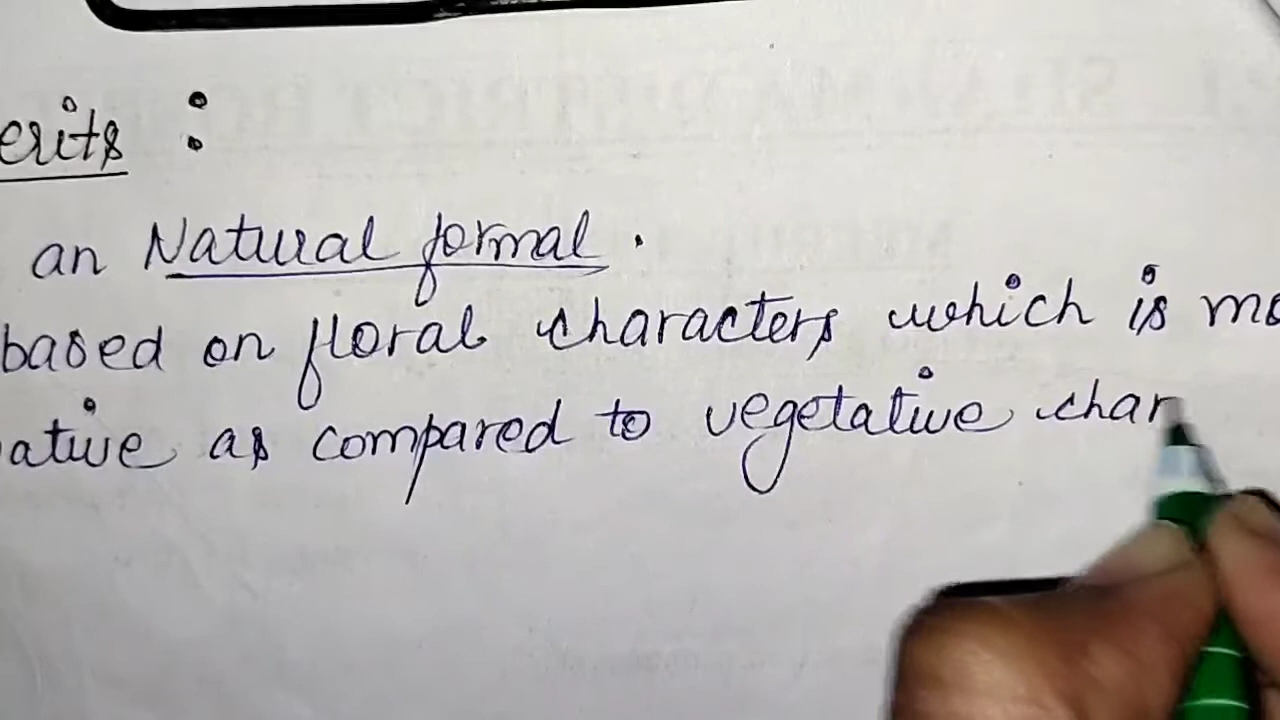 erits :
an Natural formal.
based on floral characters which is mo
ative as compared to vegetative char